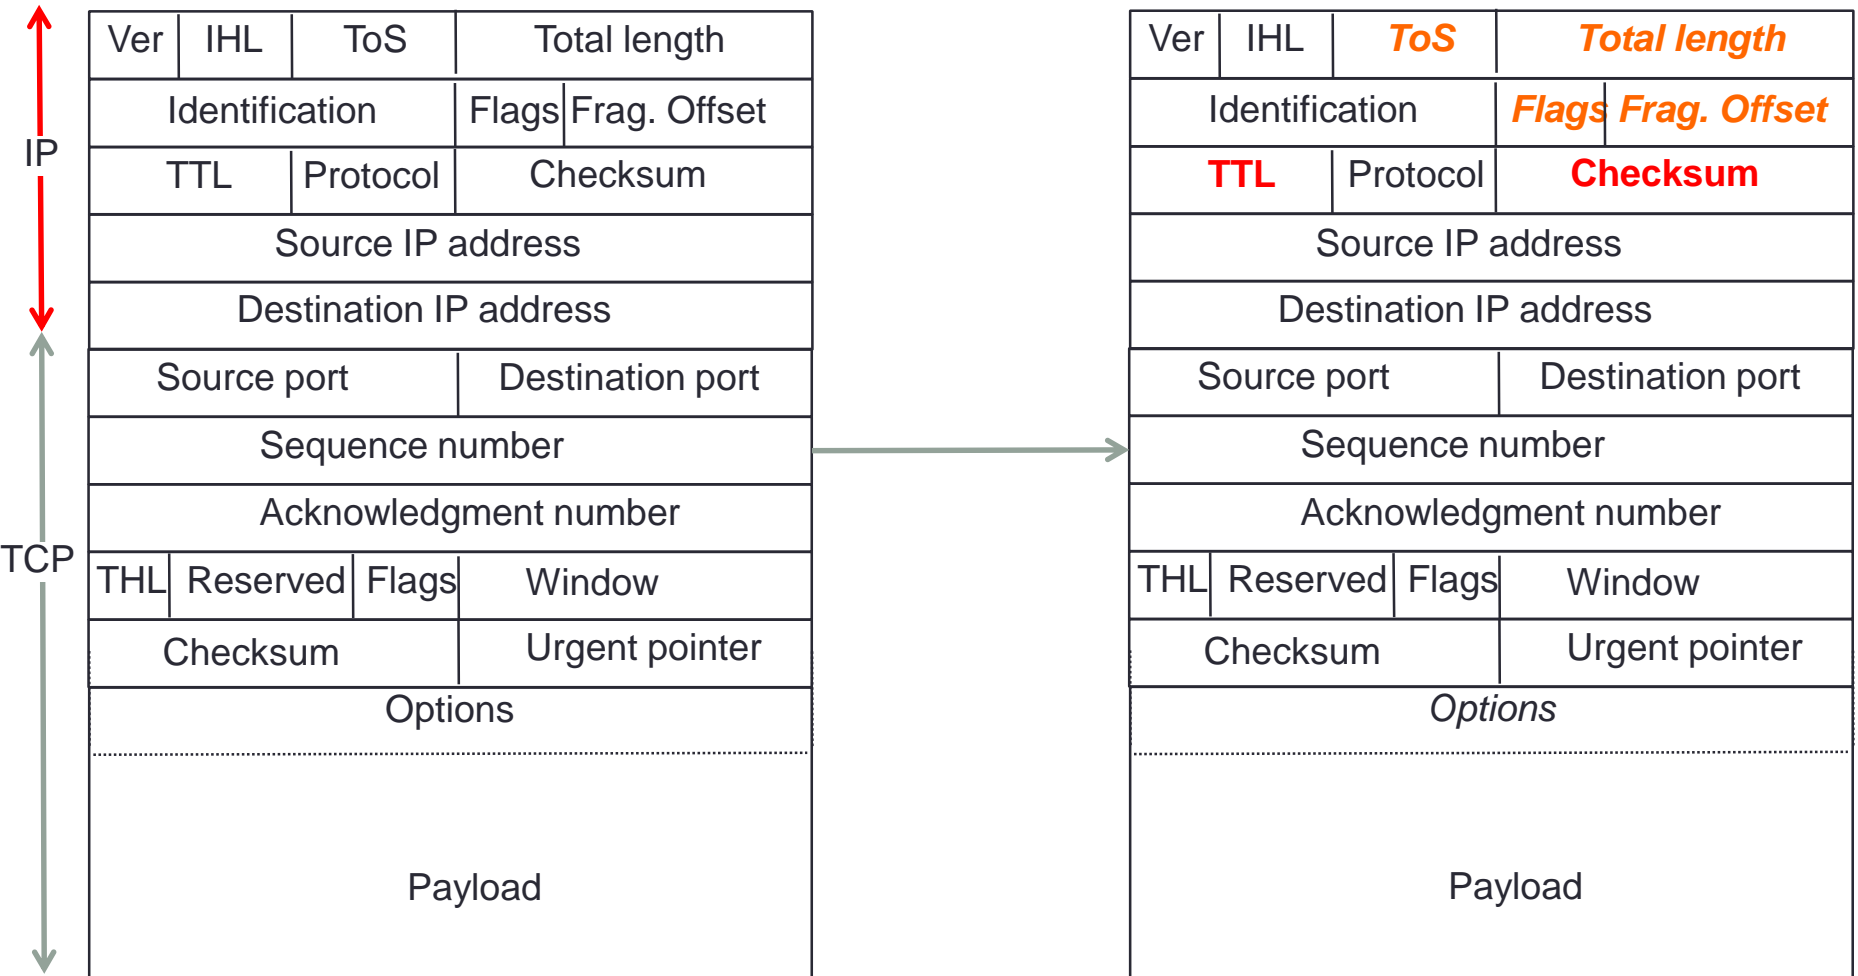 Ver IHL ToS Total length
Identification Flags Frag. Offset
IP
TTL Protocol Checksum
Source IP address
Destination IP address
Source port Destination port
Sequence number
Acknowledgment number
TCP
THL Reserved Flags Window
Checksum Urgent pointer
Options
Payload
Ver IHL ToS Total length
Identification Flags Frag. Offset
TTL Protocol Checksum
Source IP address
Destination IP address
Source port Destination port
Sequence number
Acknowledgment number
THL Reserved Flags Window
Checksum Urgent pointer
Options
Payload